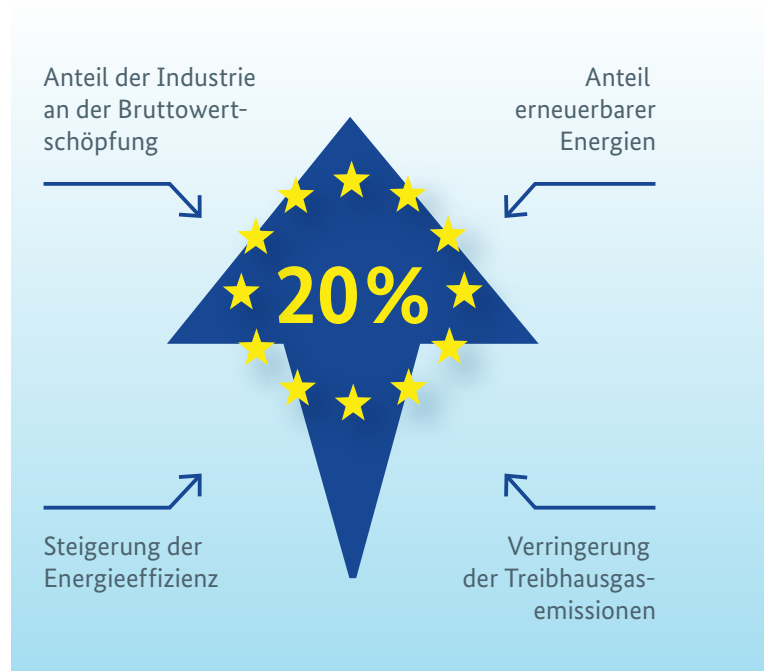 Anteil der Industrie
an der Bruttowert-
schöpfung
Anteil
erneuerbarer
Energien
20%
Steigerung der
Energieeffizienz
Verringerung
der Treibhausgas-
emissionen